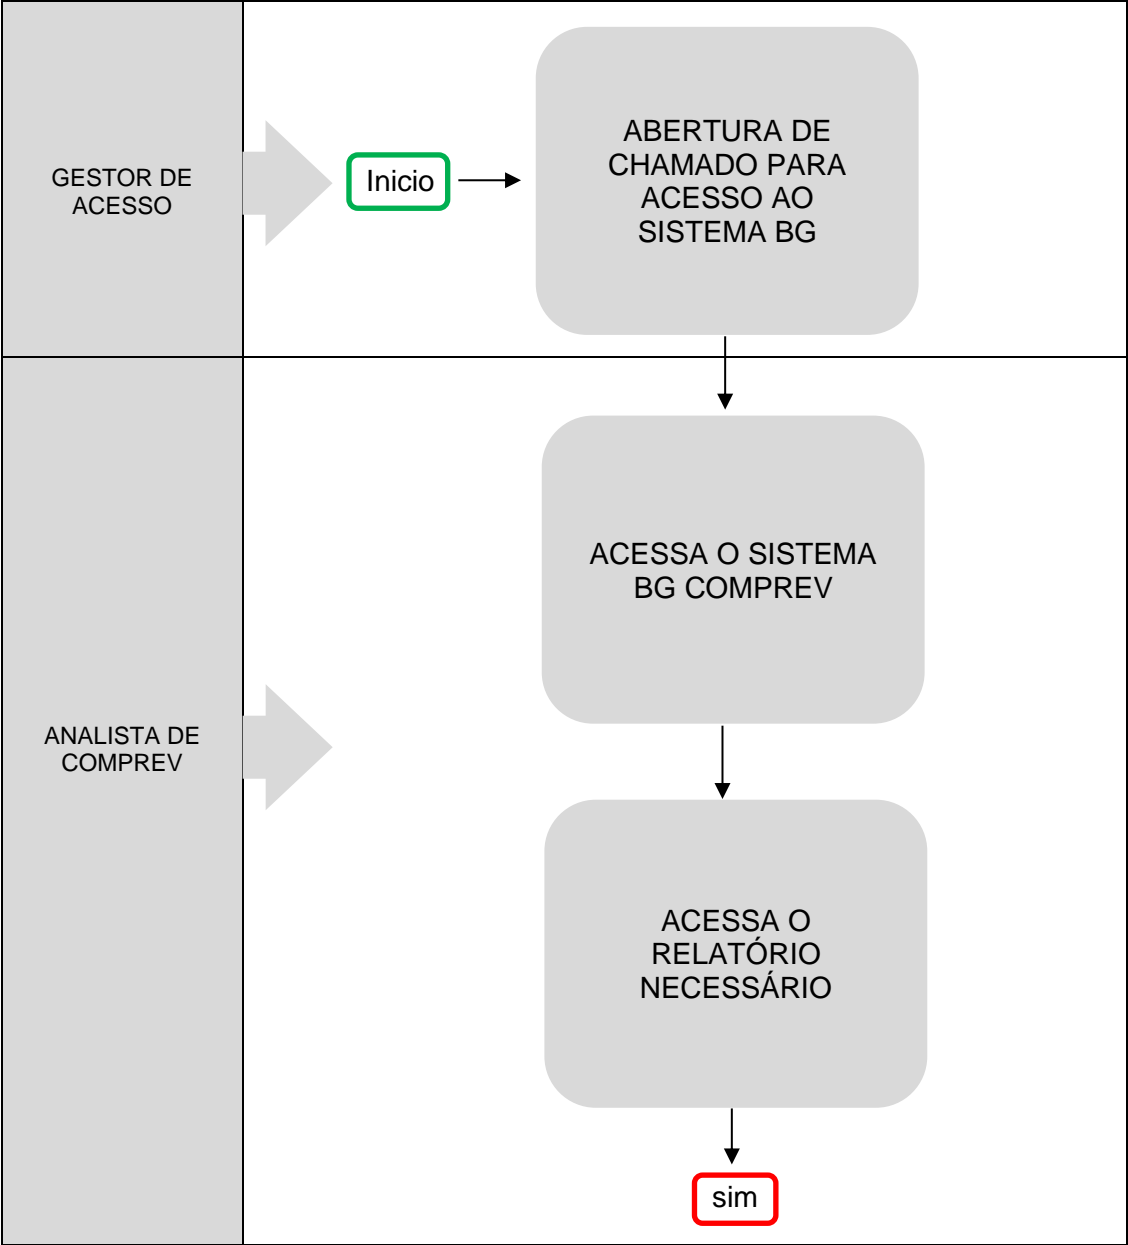 GESTOR DE
ACESSO
Inicio
ABERTURA DE
CHAMADO PARA
ACESSO AO
SISTEMA BG
ANALISTA DE
COMPREV
ACESSA O SISTEMA
BG COMPREV
ACESSA O
RELATÓRIO
NECESSÁRIO
sim